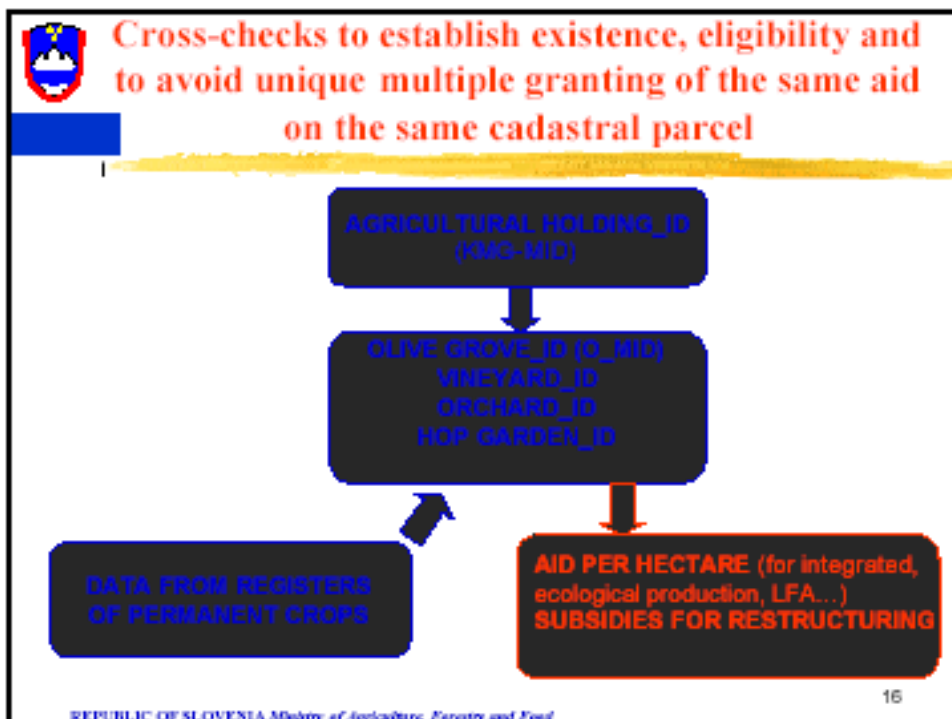 Cross-checks to establish existence, eligibility and
to avoid unique multiple granting of the same aid
on the same cadastral parcel
AGRICULTURAL HOLDING_ID
(KMG-MID)
OLIVE GROVE_ID (O_MID)
VINEYARD_ID
ORCHARD_ID
HOP GARDEN_ID
DATA FROM REGISTERS
OF PERMANENT CROPS
AID PER HECTARE (for integrated,
ecological production, LFA...)
SUBSIDIES FOR RESTRUCTURING
16
REPUBLIC OF SLOVENIA Ministry of Agriculture, Forestry and Food